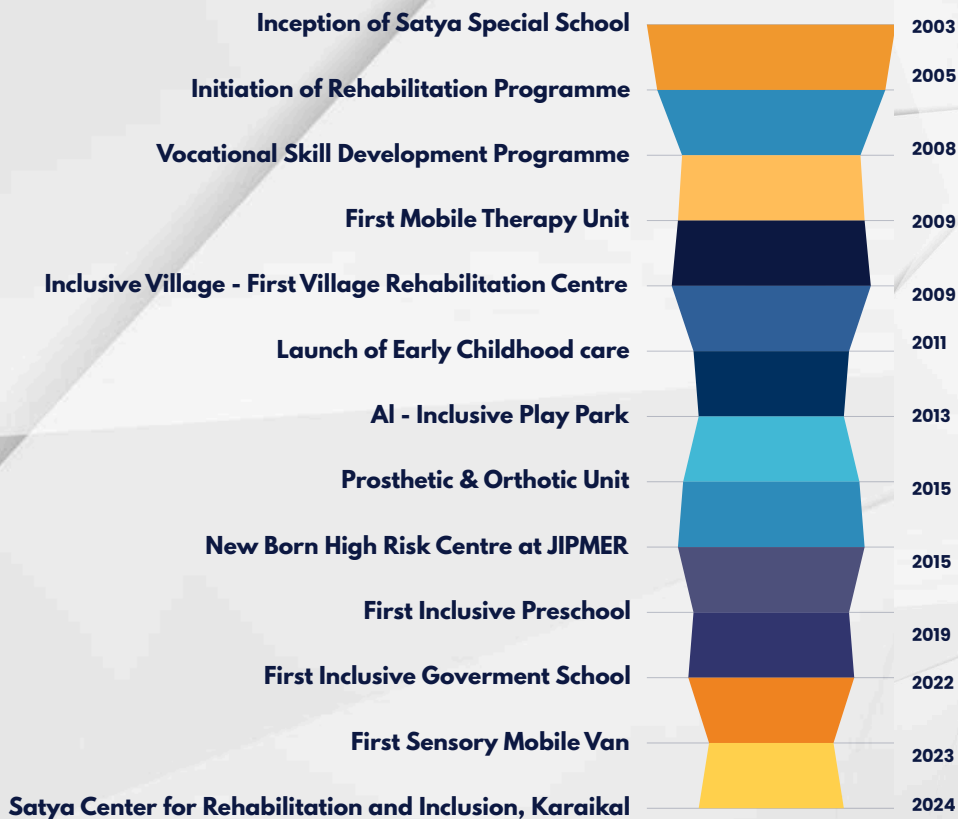 Inception of Satya Special School 2003
Initiation of Rehabilitation Programme 2005
Vocational Skill Development Programme 2008
First Mobile Therapy Unit 2009
Inclusive Village - First Village Rehabilitation Centre 2009
Launch of Early Childhood care 2011
Al - Inclusive Play Park 2013
Prosthetic & Orthotic Unit 2015
New Born High Risk Centre at JIPMER 2015
First Inclusive Preschool 2019
First Inclusive Goverment School 2022
First Sensory Mobile Van 2023
Satya Center for Rehabilitation and Inclusion, Karaikal 2024